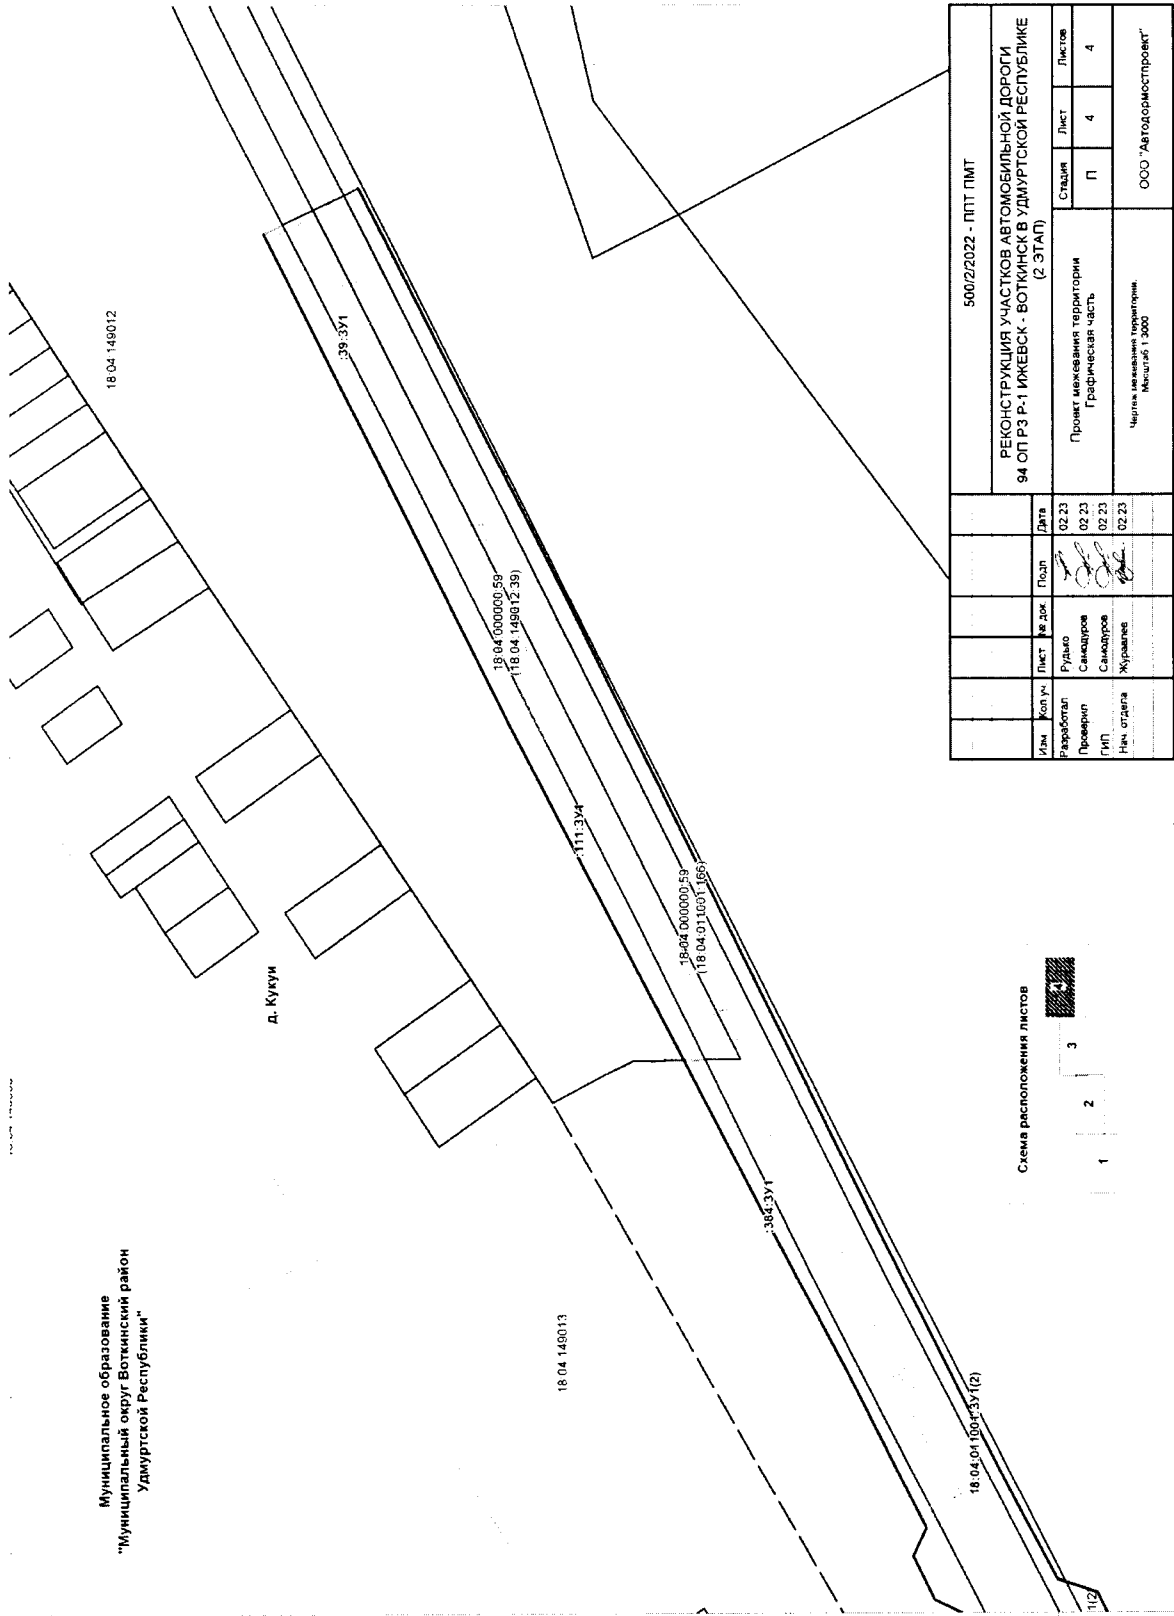 Муниципальное образование
"Муниципальный округ Воткинский район
Удмуртской Республики"
д. Кукуи
18:04:149012
18:04:149013
:39:ЗУ1
18:04:000000:59
(18:04:149012:39)
:111:ЗУ1
18:04:000000:59
(18:04:011001:166)
:384:ЗУ1
18:04:011001:ЗУ1(2)
1(2)
Схема расположения листов
1
2
3
4
500/2/2022 - ППТ ПМТ
РЕКОНСТРУКЦИЯ УЧАСТКОВ АВТОМОБИЛЬНОЙ ДОРОГИ
94 ОП РЗ Р-1 ИЖЕВСК - ВОТКИНСК В УДМУРТСКОЙ РЕСПУБЛИКЕ
(2 ЭТАП)
Изм Кол.уч Лист № док. Подп Дата
Разработал Рудько 02.23
Проверил Самодуров 02.23
ГИП Самодуров 02.23
Нач. отдела Журавлев 02.23
Проект межевания территории
Графическая часть
Стадия Лист Листов
П 4 4
Чертеж межевания территории.
Масштаб 1:3000
ООО "Автодормостпроект"